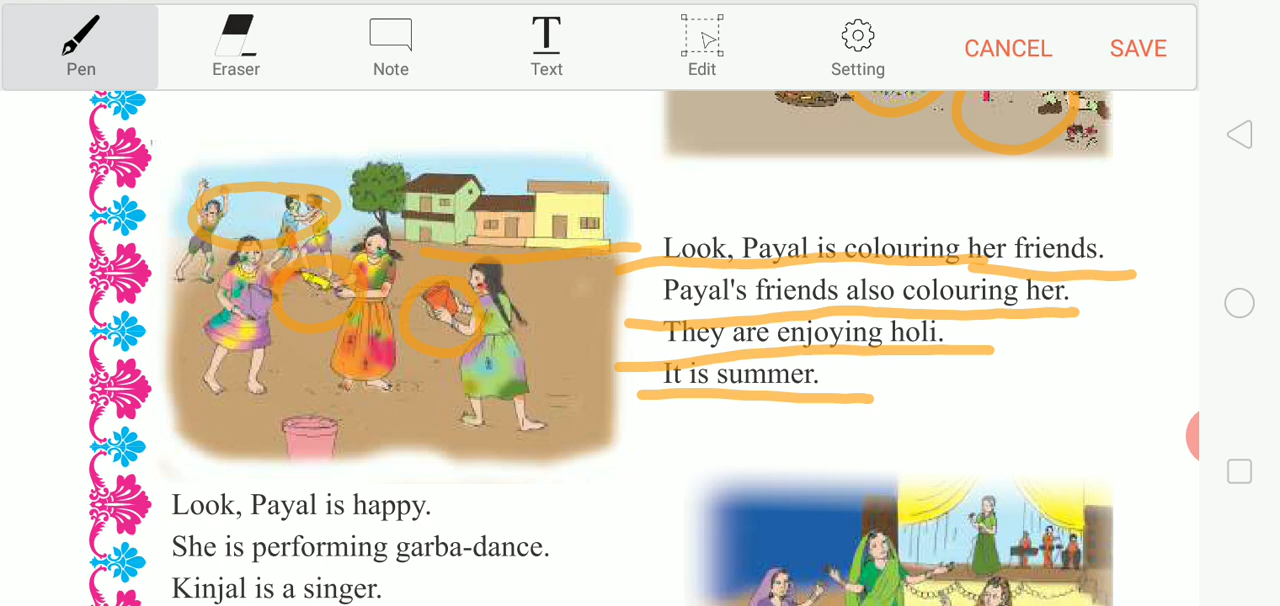 Pen
Eraser
Note
Text
Edit
Setting
CANCEL
SAVE
Look, Payal is colouring her friends.
Payal's friends also colouring her.
They are enjoying holi.
It is summer.
Look, Payal is happy.
She is performing garba-dance.
Kinjal is a singer.